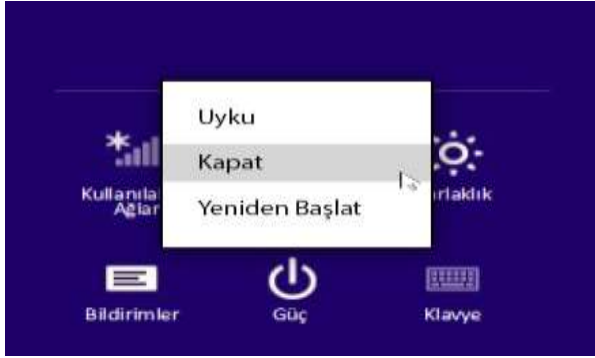 Uyku
Kapat
Yeniden Başlat
Bildirimler
Güç
Klavye